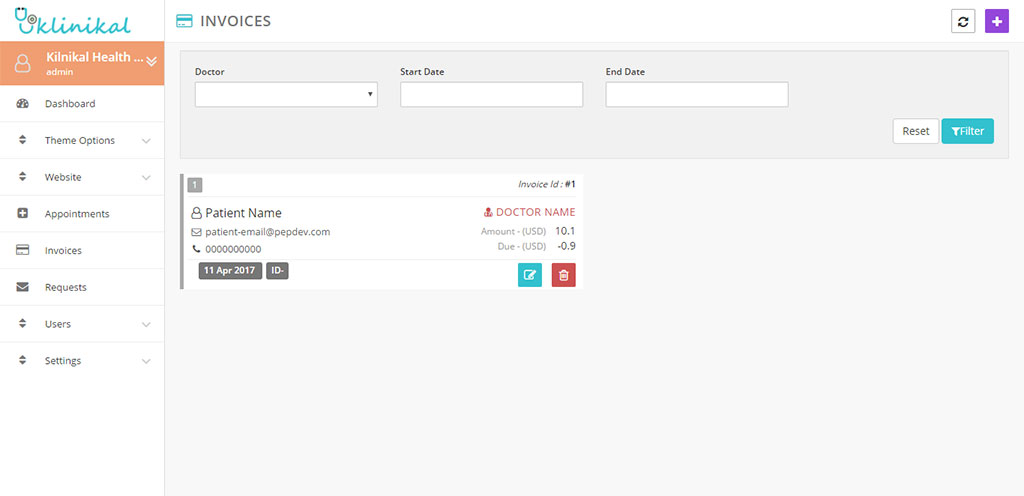 klinikal
INVOICES
Kilnikal Health ...
admin
Dashboard
Theme Options
Website
Appointments
Invoices
Requests
Users
Settings
Doctor
Start Date
End Date
Reset
Filter
1
Invoice Id : #1
Patient Name
DOCTOR NAME
patient-email@pepdev.com
Amount - (USD) 10.1
0000000000
Due - (USD) -0.9
11 Apr 2017
ID-